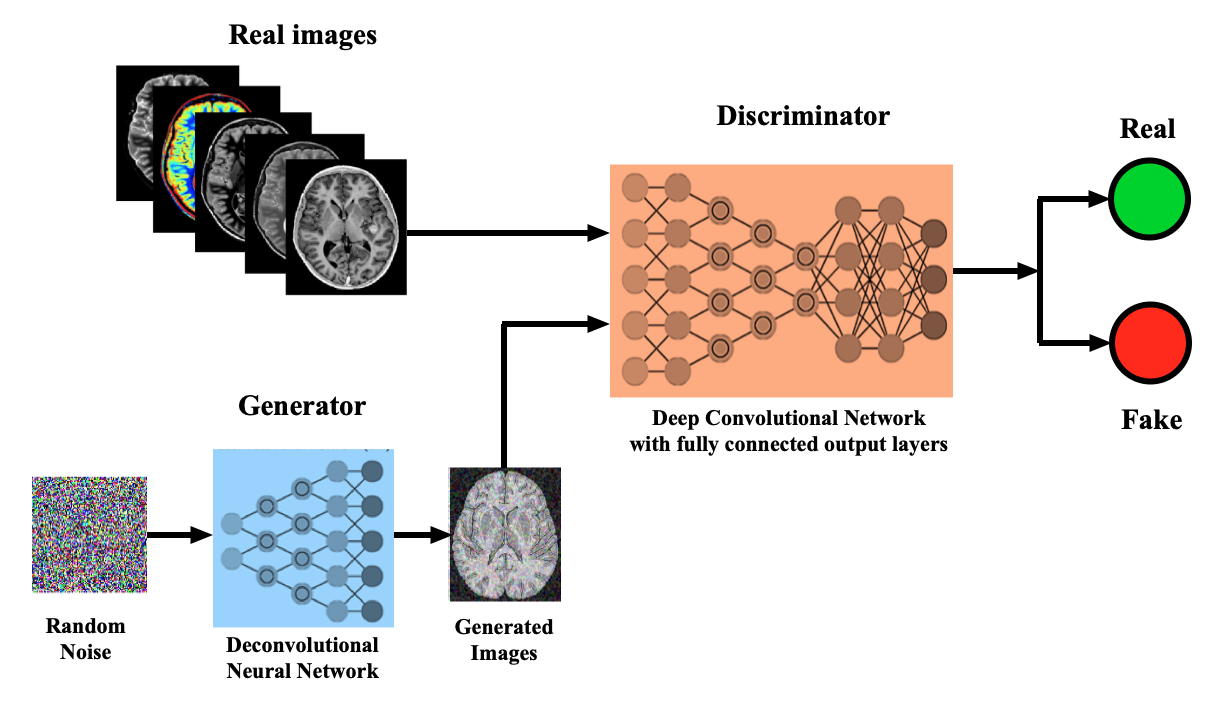 Real images
Discriminator
Real
Generator
Deep Convolutional Network
with fully connected output layers
Fake
Random
Noise
Deconvolutional
Neural Network
Generated
Images